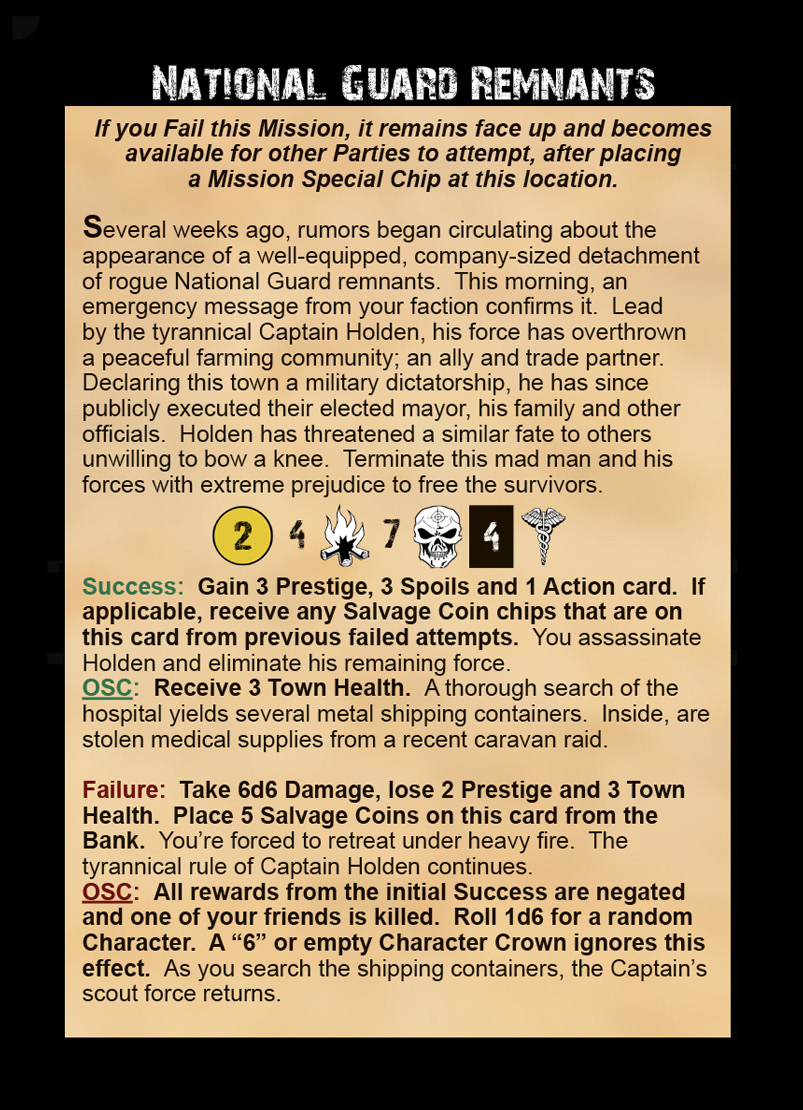 NATIONAL GUARD REMNANTS
If you Fail this Mission, it remains face up and becomes
available for other Parties to attempt, after placing
a Mission Special Chip at this location.
Several weeks ago, rumors began circulating about the
appearance of a well-equipped, company-sized detachment
of rogue National Guard remnants.  This morning, an
emergency message from your faction confirms it.  Lead
by the tyrannical Captain Holden, his force has overthrown
a peaceful farming community; an ally and trade partner.
Declaring this town a military dictatorship, he has since
publicly executed their elected mayor, his family and other
officials.  Holden has threatened a similar fate to others
unwilling to bow a knee.  Terminate this mad man and his
forces with extreme prejudice to free the survivors.
2 4 7 4
Success:  Gain 3 Prestige, 3 Spoils and 1 Action card.  If
applicable, receive any Salvage Coin chips that are on
this card from previous failed attempts.  You assassinate
Holden and eliminate his remaining force.
OSC:  Receive 3 Town Health.  A thorough search of the
hospital yields several metal shipping containers.  Inside, are
stolen medical supplies from a recent caravan raid.
Failure:  Take 6d6 Damage, lose 2 Prestige and 3 Town
Health.  Place 5 Salvage Coins on this card from the
Bank.  You're forced to retreat under heavy fire.  The
tyrannical rule of Captain Holden continues.
OSC:  All rewards from the initial Success are negated
and one of your friends is killed.  Roll 1d6 for a random
Character.  A “6” or empty Character Crown ignores this
effect.  As you search the shipping containers, the Captain's
scout force returns.